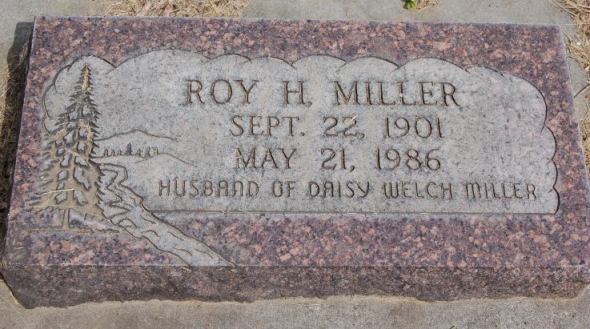 ROY H. MILLER
SEPT. 22, 1901
MAY 21, 1986
HUSBAND OF DAISY WELCH MILLER